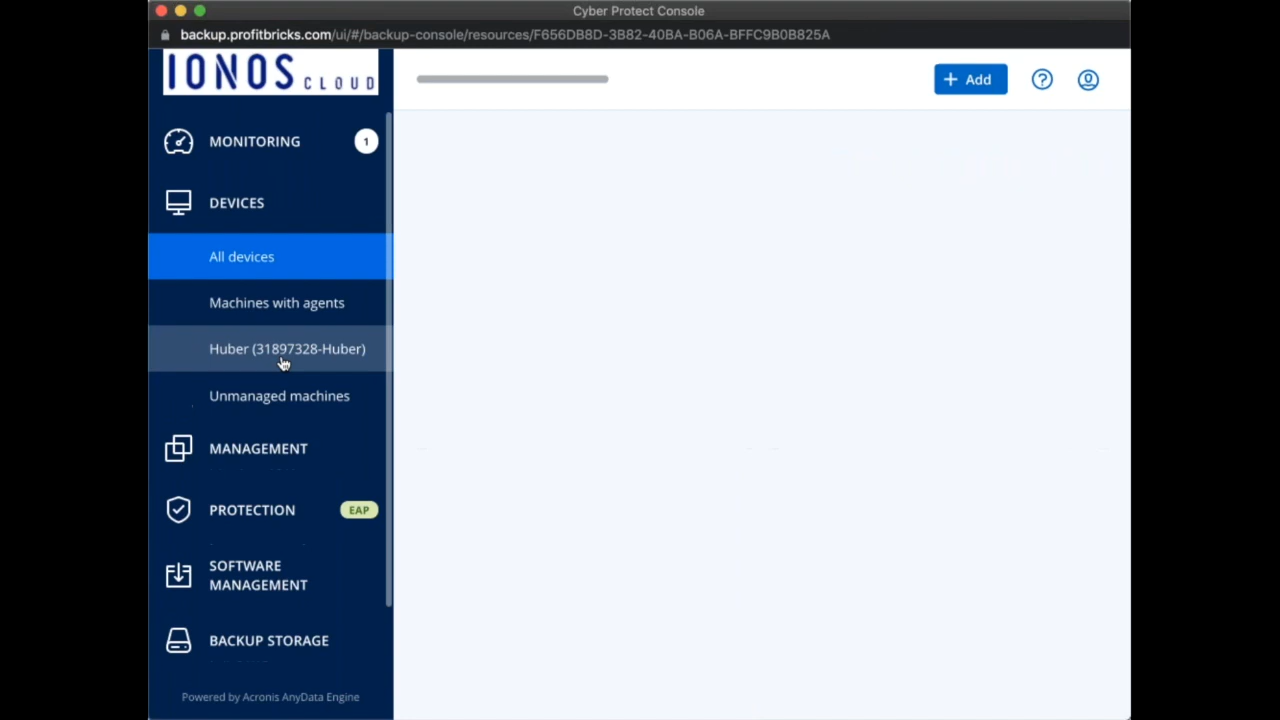 Cyber Protect Console
backup.profitbricks.com/ui/#/backup-console/resources/F656DB8D-3B82-40BA-B06A-BFFC9B0B825A
IONOS CLOUD
+ Add
?
MONITORING 1
DEVICES
All devices
Machines with agents
Huber (31897328-Huber)
Unmanaged machines
MANAGEMENT
PROTECTION EAP
SOFTWARE
MANAGEMENT
BACKUP STORAGE
Powered by Acronis AnyData Engine